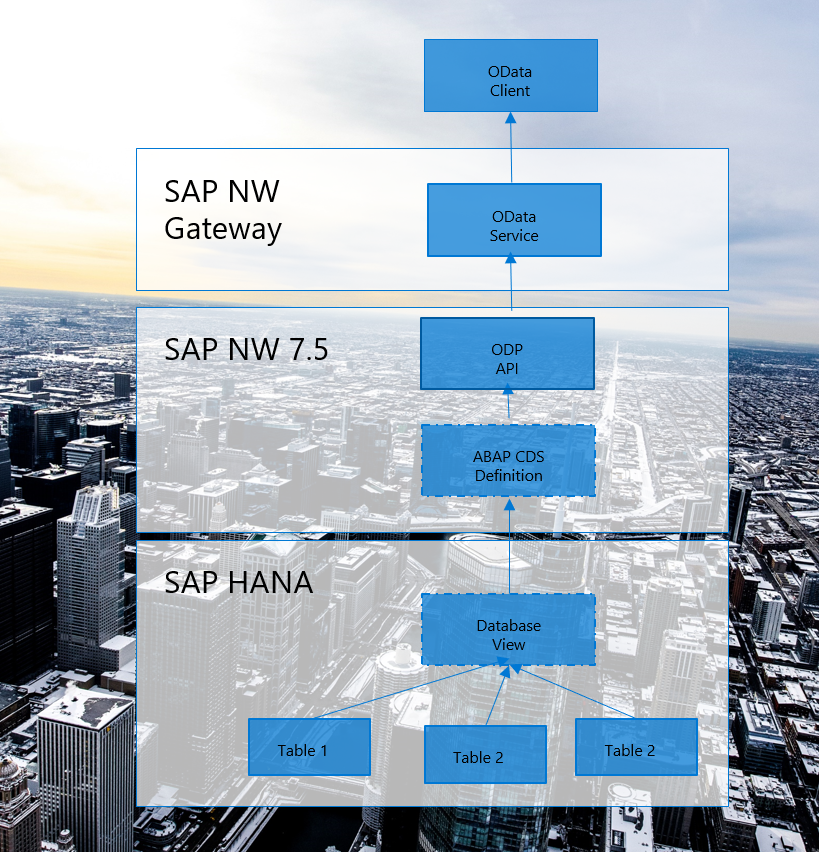 OData
Client
SAP NW
Gateway
OData
Service
SAP NW 7.5
ODP
API
ABAP CDS
Definition
SAP HANA
Database
View
Table 1
Table 2
Table 2